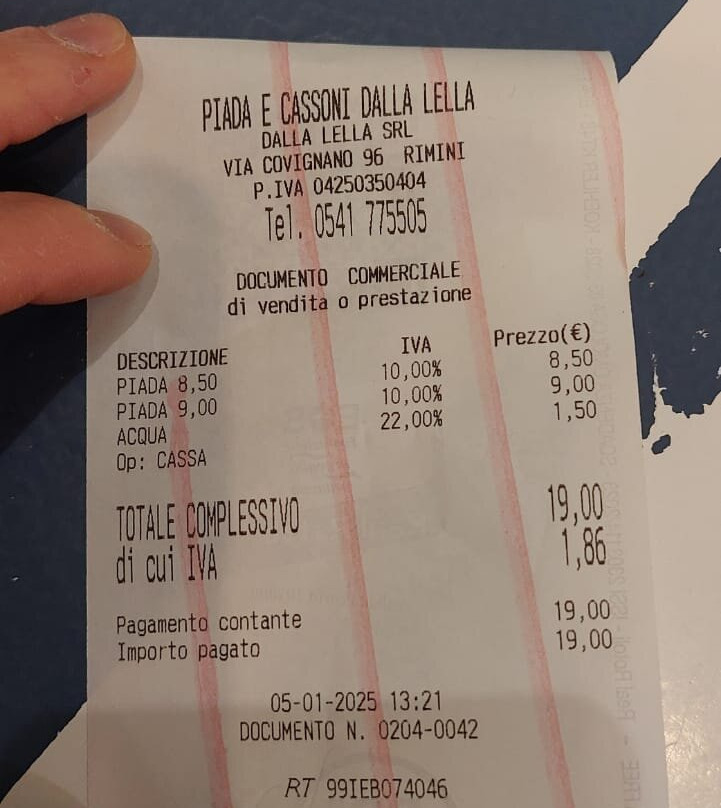 PIADA E CASSONI DALLA LELLA
DALLA LELLA SRL
VIA COVIGNANO 96 RIMINI
P.IVA 04250350404
Tel. 0541 775505
DOCUMENTO COMMERCIALE
di vendita o prestazione
DESCRIZIONE IVA Prezzo(€)
PIADA 8,50 10,00% 8,50
PIADA 9,00 10,00% 9,00
ACQUA 22,00% 1,50
Op: CASSA
TOTALE COMPLESSIVO 19,00
di cui IVA 1,86
Pagamento contante 19,00
Importo pagato 19,00
05-01-2025 13:21
DOCUMENTO N. 0204-0042
RT 99IEB074046